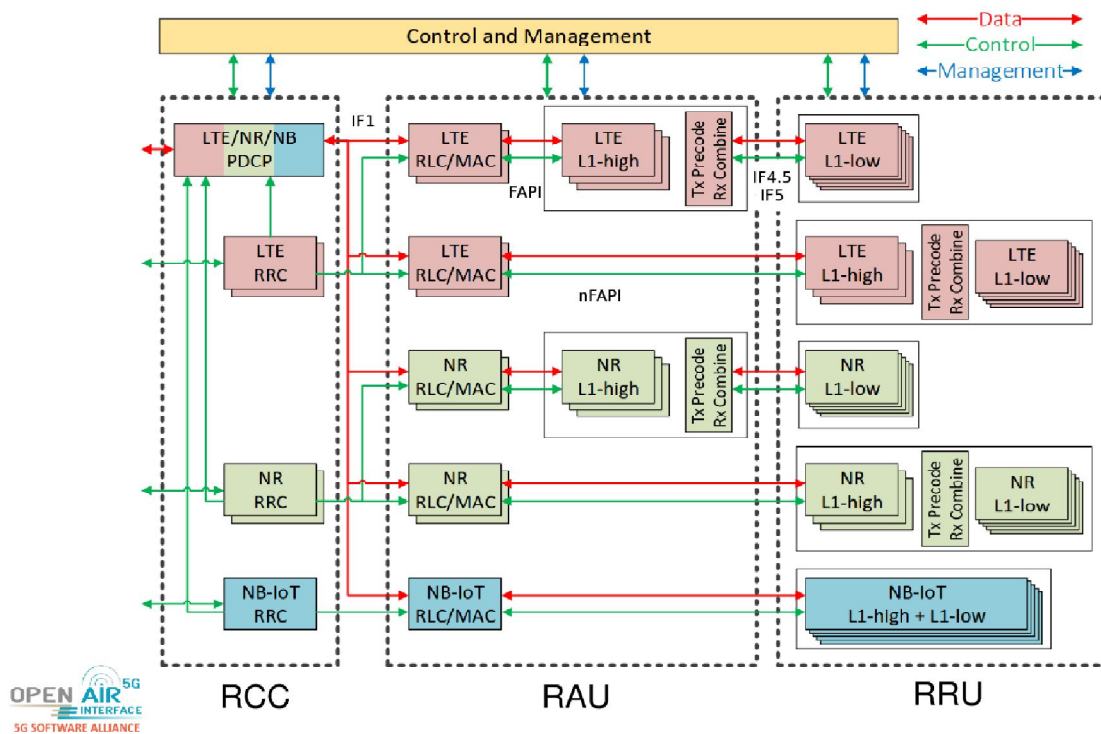 Control and Management
Data
Control
Management
LTE/NR/NB
PDCP
IF1
LTE
RLC/MAC
LTE
L1-high
Tx Precode
Rx Combine
LTE
L1-low
FAPI
IF4.5
IF5
LTE
RRC
LTE
RLC/MAC
nFAPI
LTE
L1-high
Tx Precode
Rx Combine
LTE
L1-low
NR
RLC/MAC
NR
L1-high
Tx Precode
Rx Combine
NR
L1-low
NR
RRC
NR
RLC/MAC
NR
L1-high
Tx Precode
Rx Combine
NR
L1-low
NB-IoT
RRC
NB-IoT
RLC/MAC
NB-IoT
L1-high + L1-low
RCC
RAU
RRU
OPEN AIR 5G
INTERFACE
5G SOFTWARE ALLIANCE